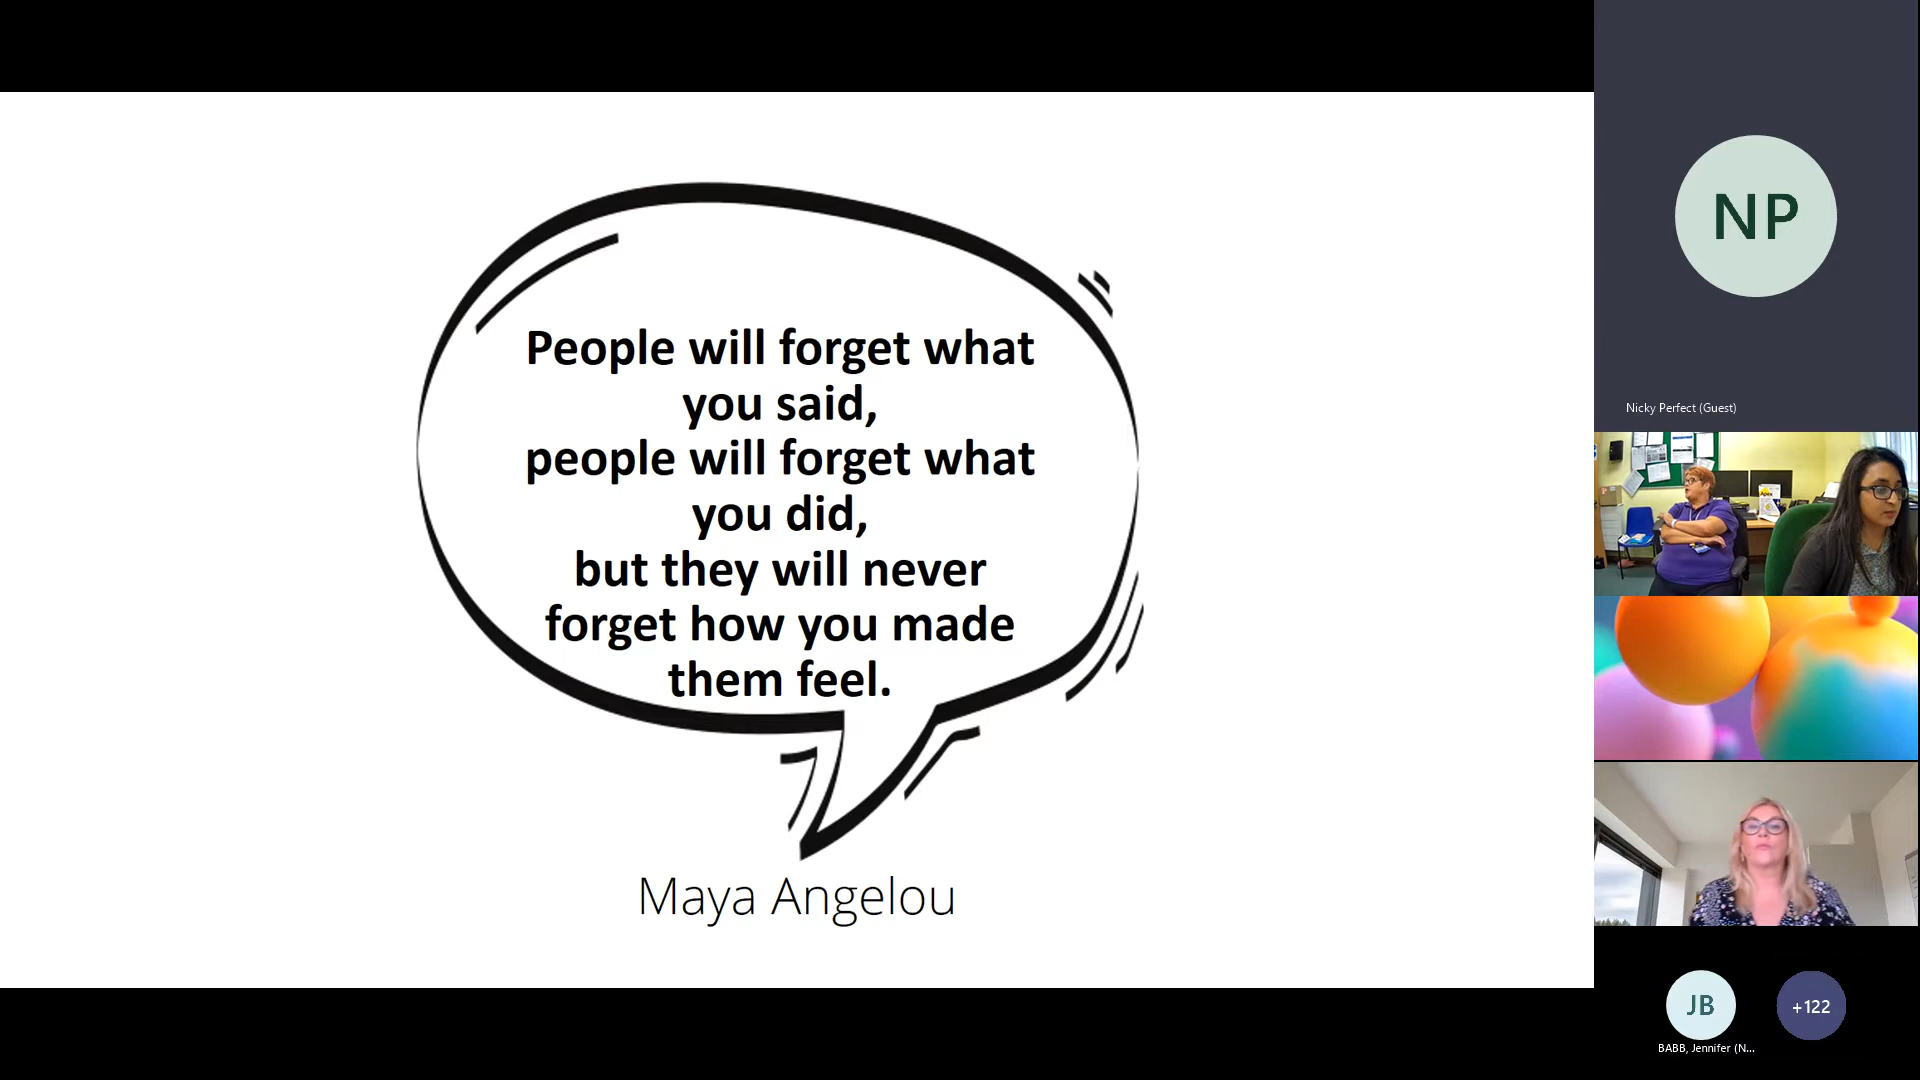 People will forget what
you said,
people will forget what
you did,
but they will never
forget how you made
them feel.
Maya Angelou
NP
Nicky Perfect (Guest)
JB
+122
BABB, Jennifer (N...